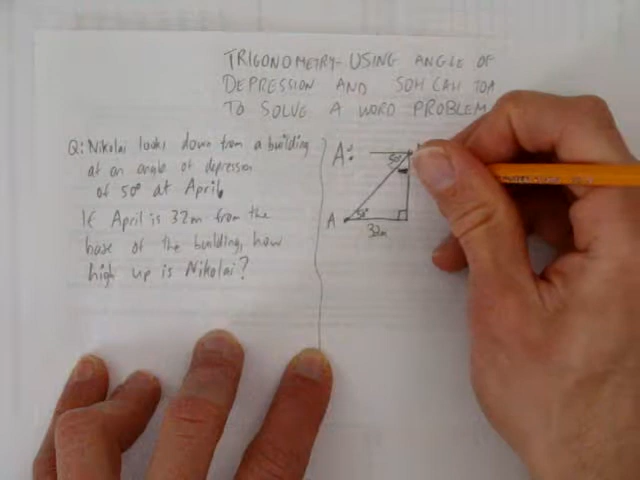 TRIGONOMETRY- USING ANGLE OF
DEPRESSION AND SOH CAH TOA
TO SOLVE A WORD PROBLEM
Q: Nikolai looks down from a building
at an angle of depression
of 50° at April.
If April is 32m from the
base of the building, how
high up is Nikolai?
A:
50°
A
50°
32m